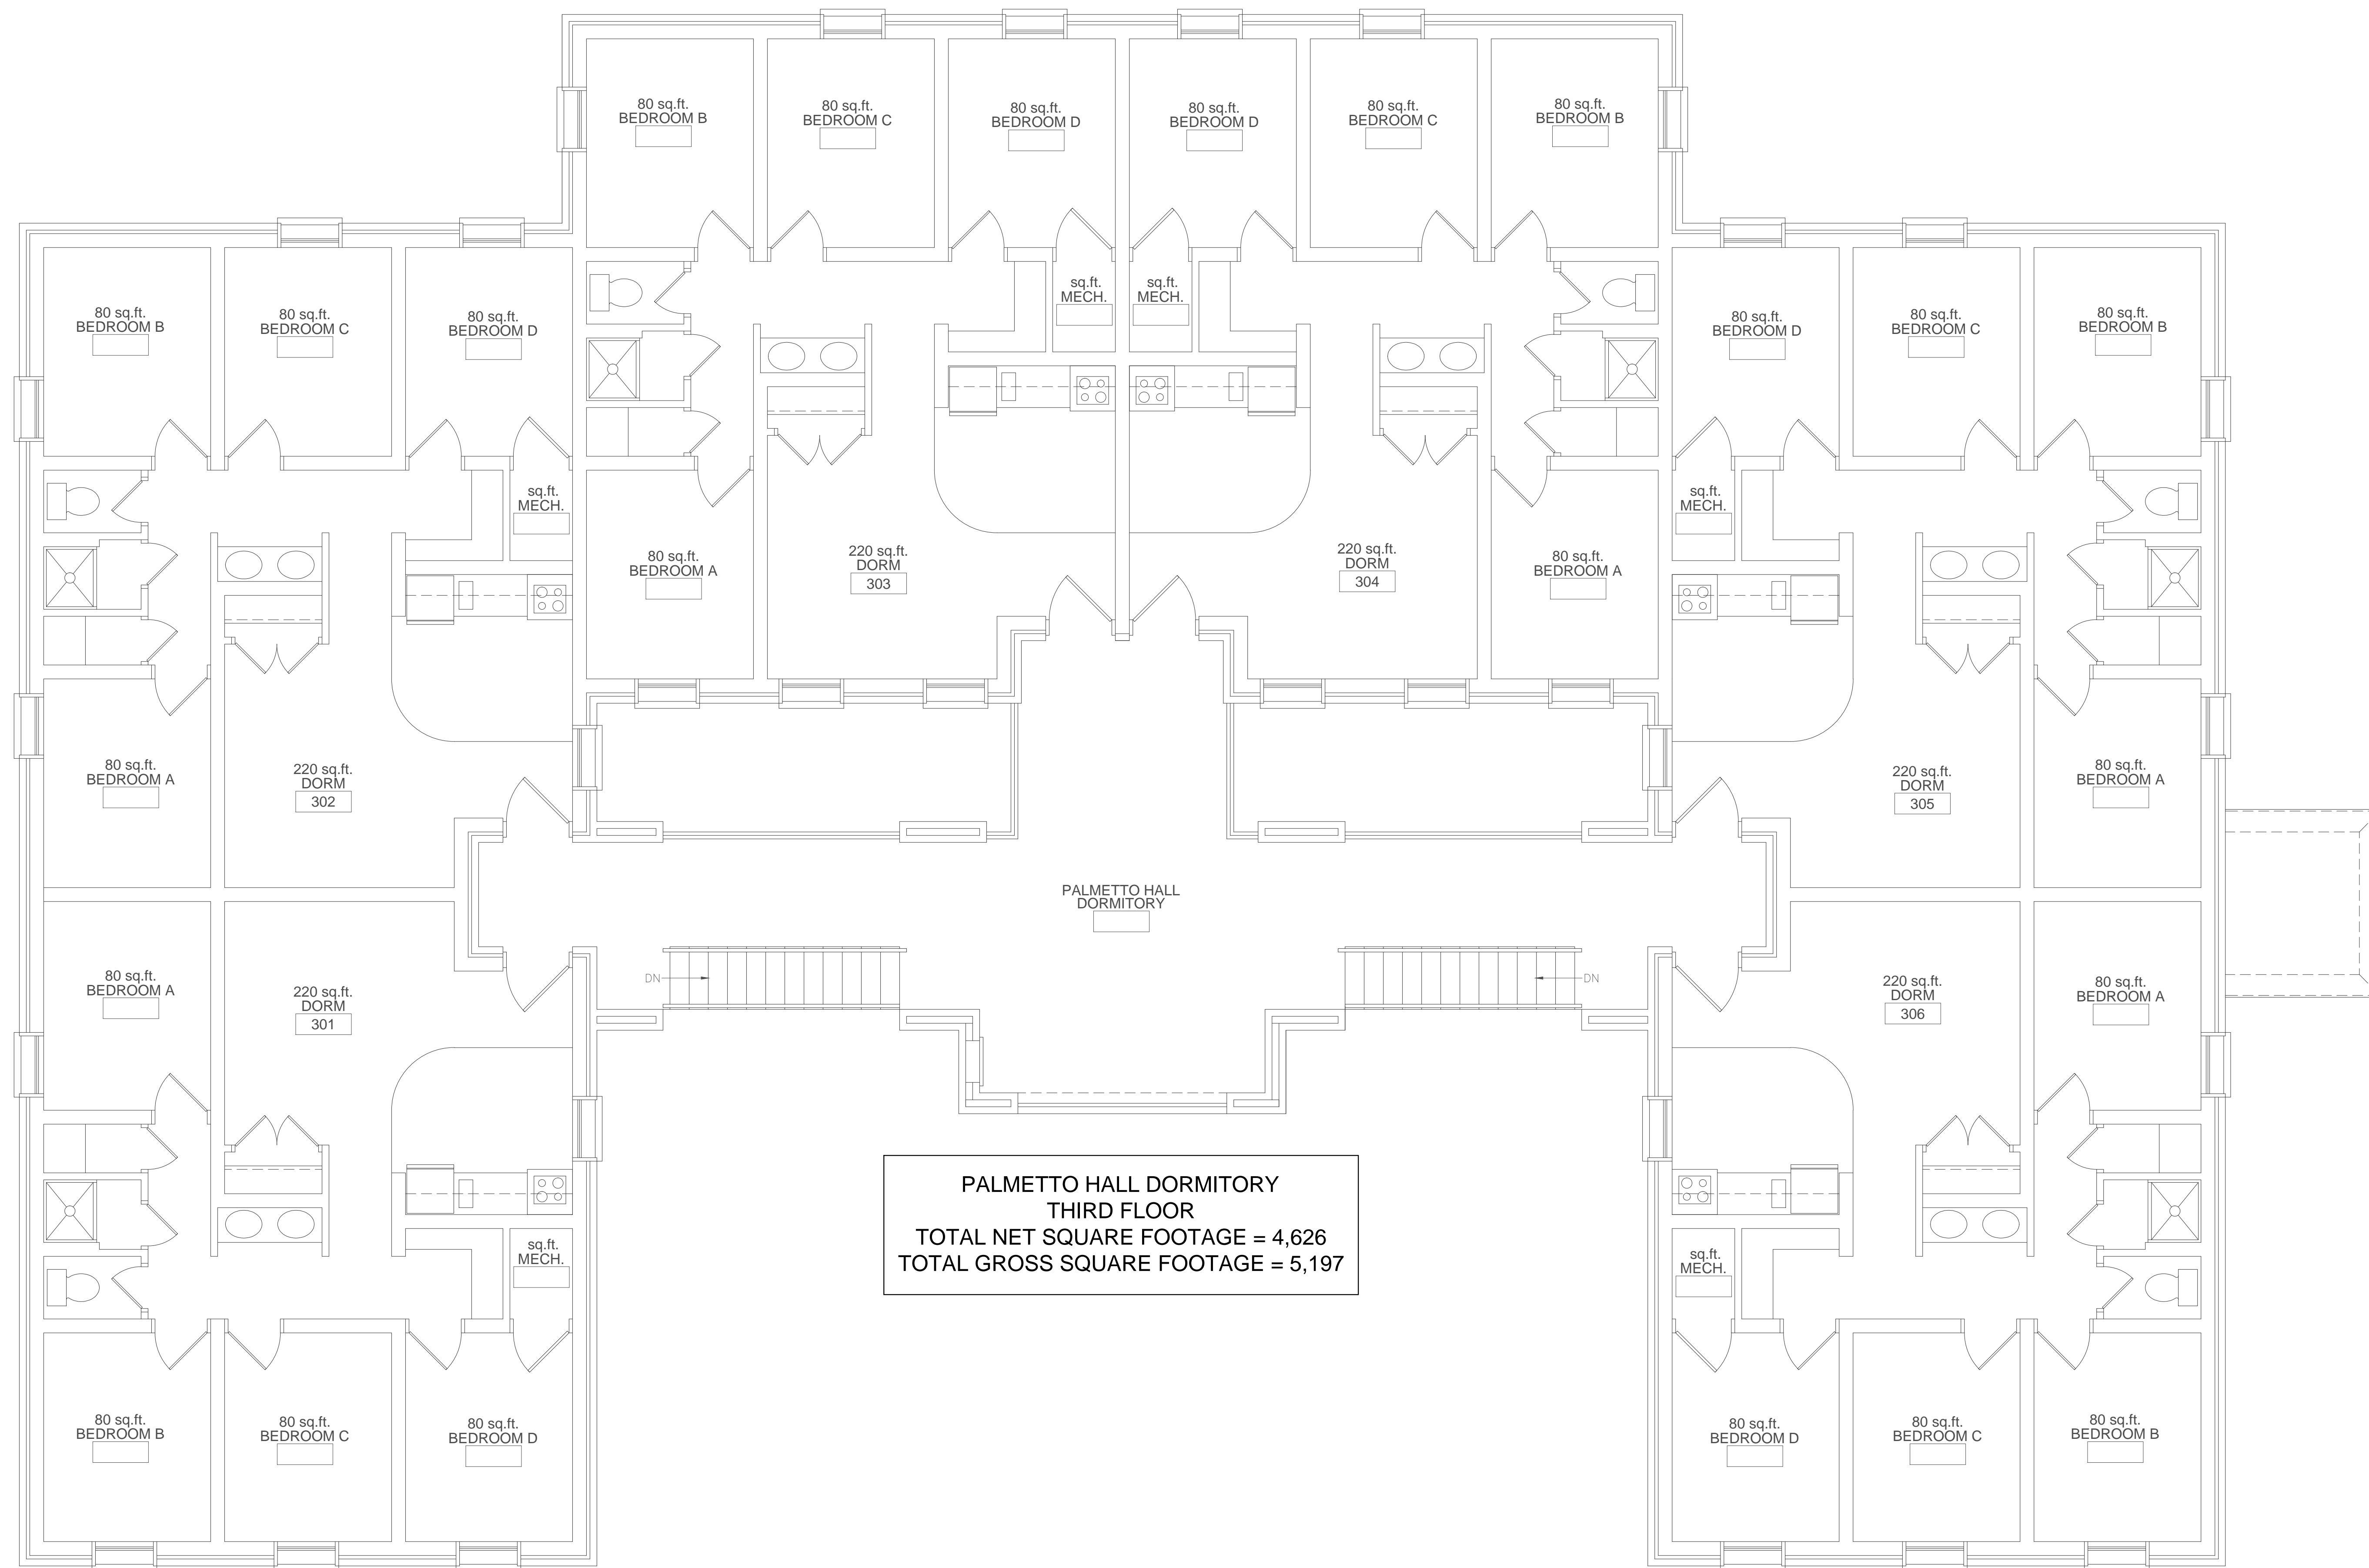 80 sq.ft.
BEDROOM B
80 sq.ft.
BEDROOM C
80 sq.ft.
BEDROOM D
80 sq.ft.
BEDROOM D
80 sq.ft.
BEDROOM C
80 sq.ft.
BEDROOM B
sq.ft.
MECH.
sq.ft.
MECH.
80 sq.ft.
BEDROOM B
80 sq.ft.
BEDROOM C
80 sq.ft.
BEDROOM D
80 sq.ft.
BEDROOM D
80 sq.ft.
BEDROOM C
80 sq.ft.
BEDROOM B
sq.ft.
MECH.
sq.ft.
MECH.
80 sq.ft.
BEDROOM A
220 sq.ft.
DORM
303
220 sq.ft.
DORM
304
80 sq.ft.
BEDROOM A
80 sq.ft.
BEDROOM A
220 sq.ft.
DORM
302
220 sq.ft.
DORM
305
80 sq.ft.
BEDROOM A
PALMETTO HALL
DORMITORY
80 sq.ft.
BEDROOM A
220 sq.ft.
DORM
301
DN
DN
220 sq.ft.
DORM
306
80 sq.ft.
BEDROOM A
PALMETTO HALL DORMITORY
THIRD FLOOR
TOTAL NET SQUARE FOOTAGE = 4,626
TOTAL GROSS SQUARE FOOTAGE = 5,197
sq.ft.
MECH.
sq.ft.
MECH.
80 sq.ft.
BEDROOM B
80 sq.ft.
BEDROOM C
80 sq.ft.
BEDROOM D
80 sq.ft.
BEDROOM D
80 sq.ft.
BEDROOM C
80 sq.ft.
BEDROOM B